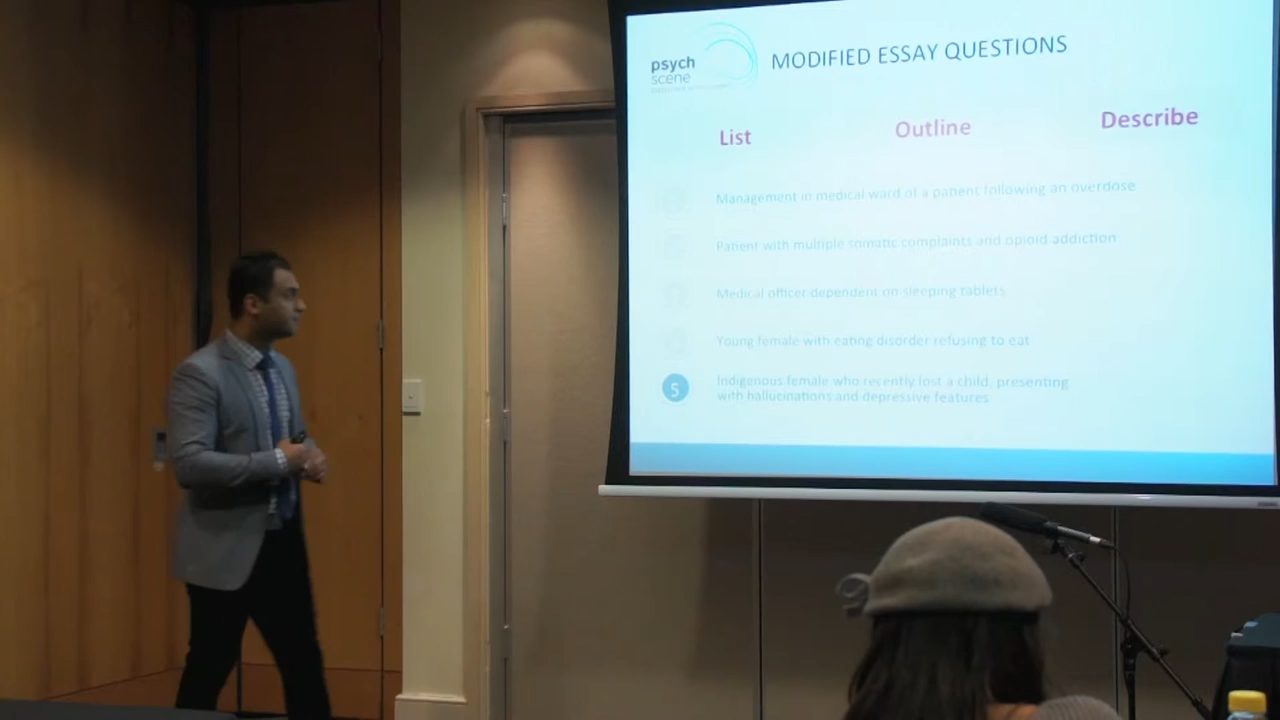 psych
scene
MODIFIED ESSAY QUESTIONS
List
Outline
Describe
Management in medical ward of a patient following an overdose
Patient with multiple somatic complaints and opioid addiction
Medical officer dependent on sleeping tablets
Young female with eating disorder refusing to eat
5
Indigenous female who recently lost a child, presenting
with hallucinations and depressive features